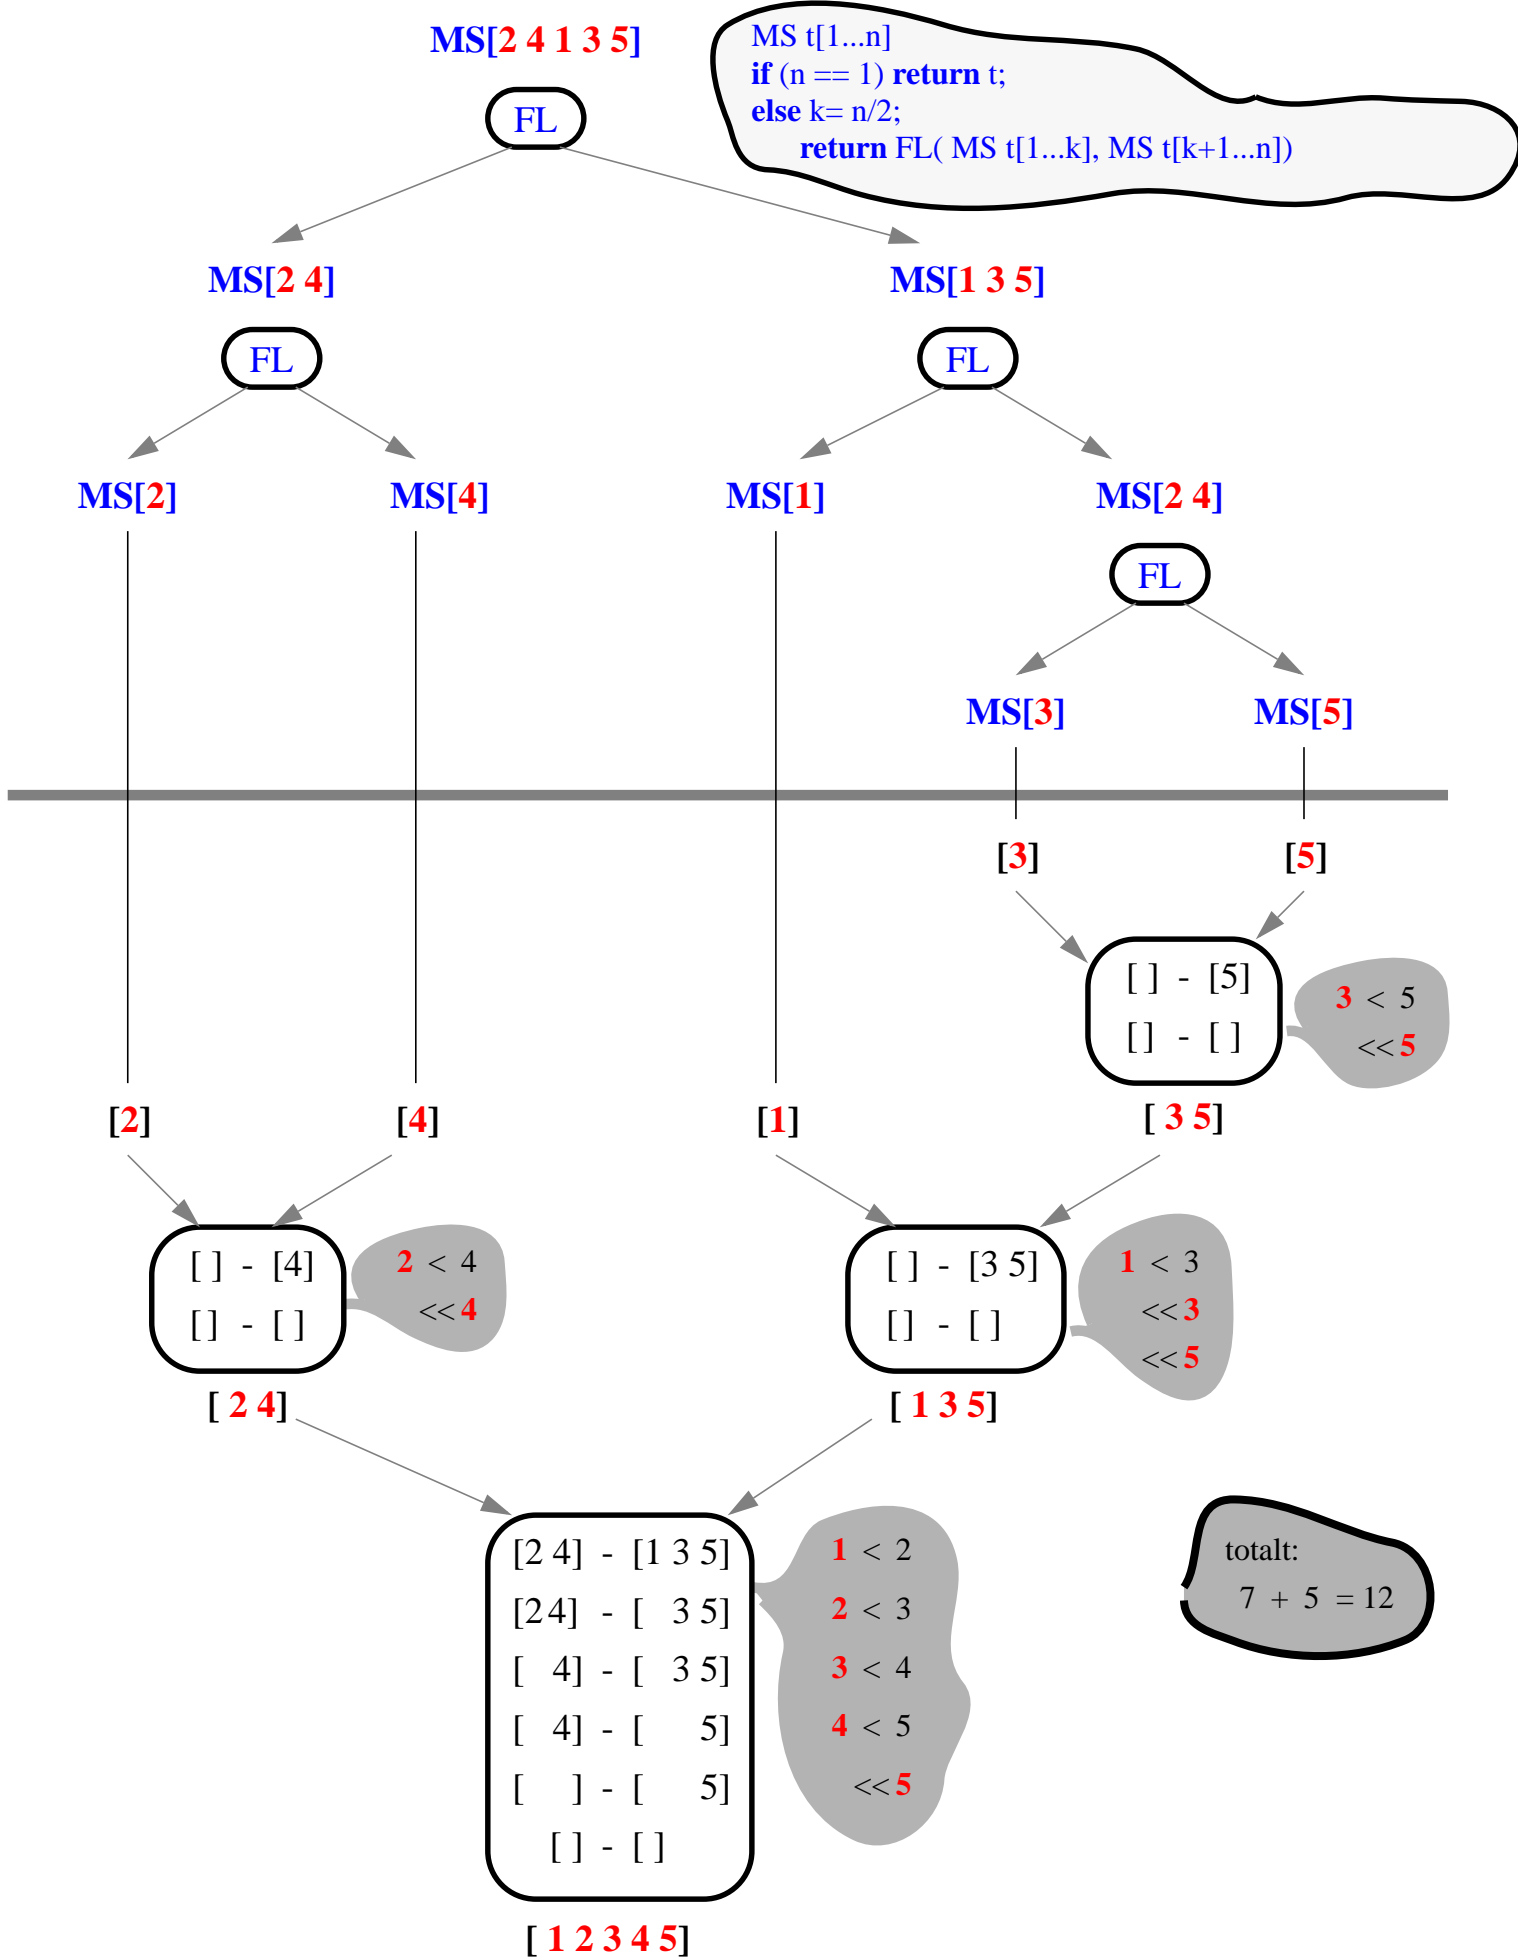 MS[2 4 1 3 5]
MS t[1...n]
if (n == 1) return t;
else k= n/2;
return FL( MS t[1...k], MS t[k+1...n])
FL
MS[2 4]
MS[1 3 5]
FL
FL
MS[2]
MS[4]
MS[1]
MS[2 4]
FL
MS[3]
MS[5]
[3]
[5]
[ ] - [5]
[] - [ ]
3 < 5
<< 5
[2]
[4]
[1]
[ 3 5]
[ ] - [4]
[] - [ ]
2 < 4
<< 4
[ ] - [3 5]
[] - [ ]
1 < 3
<< 3
<< 5
[ 2 4]
[ 1 3 5]
[2 4] - [1 3 5]
[2 4] - [ 3 5]
[ 4] - [ 3 5]
[ 4] - [ 5]
[ ] - [ 5]
[ ] - [ ]
1 < 2
2 < 3
3 < 4
4 < 5
<< 5
totalt:
7 + 5 = 12
[ 1 2 3 4 5]